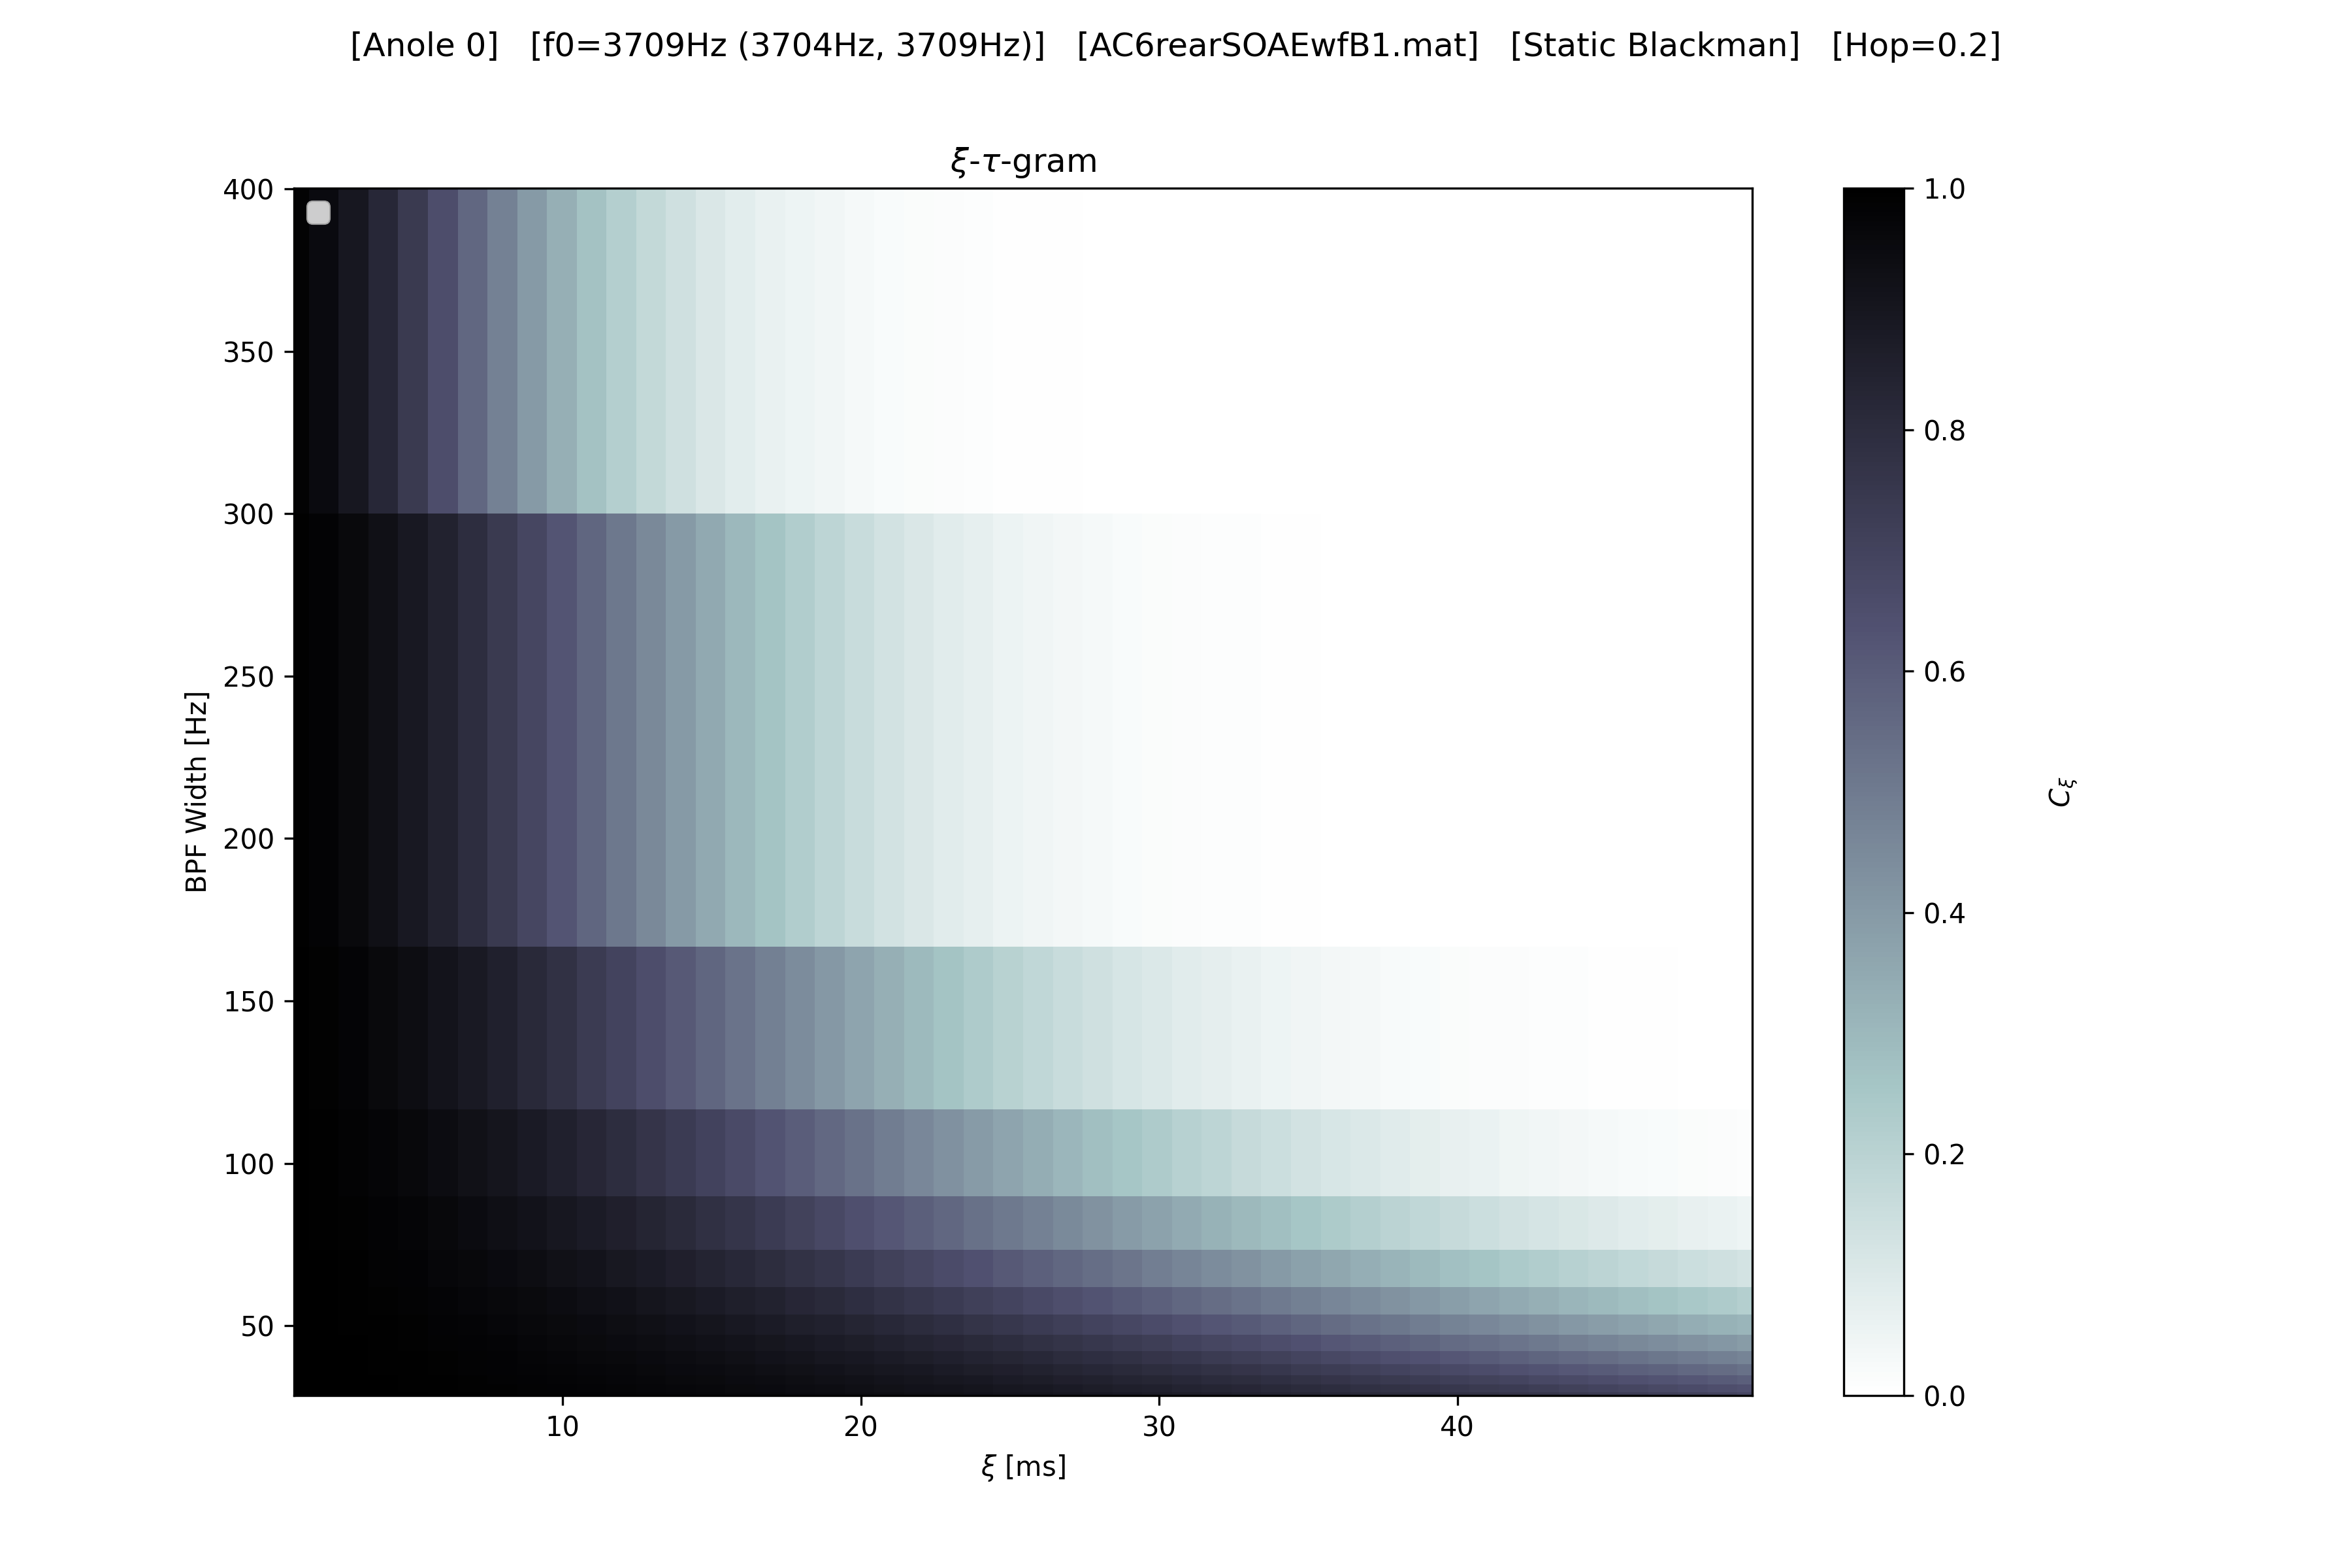 [Anole 0]   [f0=3709Hz (3704Hz, 3709Hz)]   [AC6rearSOAEwfB1.mat]   [Static Blackman]   [Hop=0.2]
ξ-τ-gram
400
350
300
250
200
150
100
50
BPF Width [Hz]
10 20 30 40
ξ [ms]
1.0
0.8
0.6
0.4
0.2
0.0
Cξ